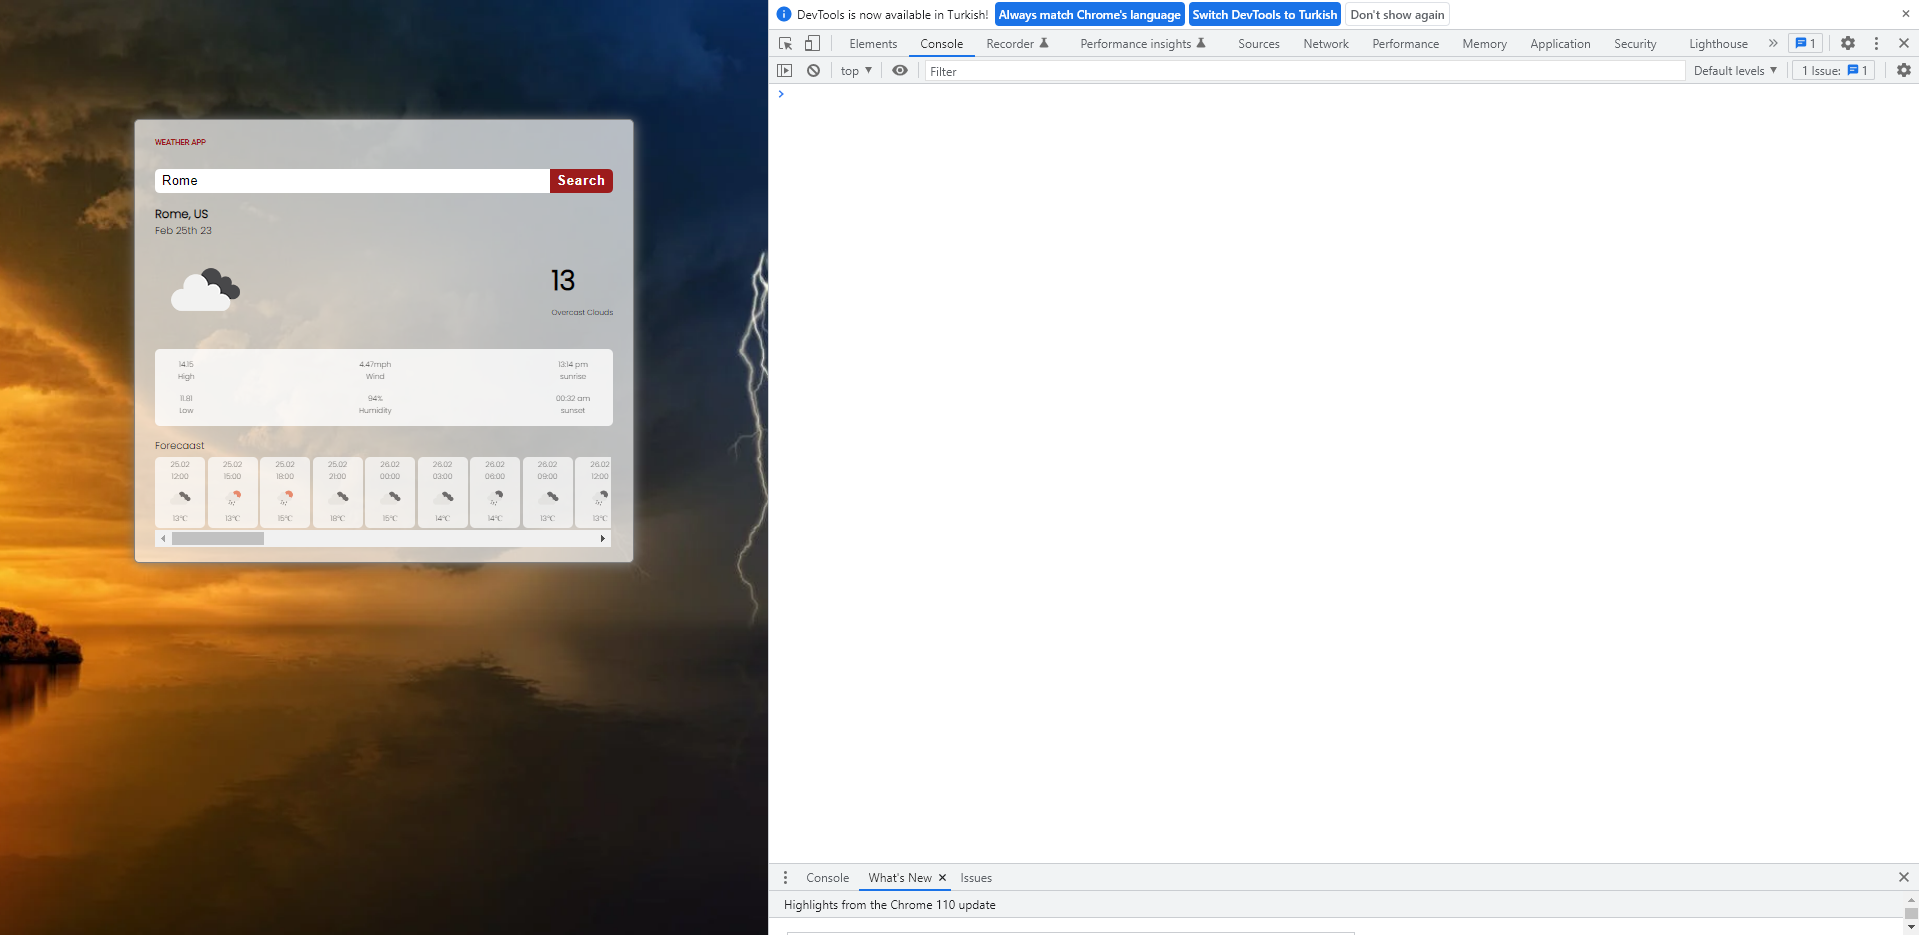 WEATHER APP
Rome
Search
Rome, US
Feb 25th 23
13
Overcast Clouds
14.15 4.47mph 13:14 pm
High Wind sunrise
11.81 94% 00:32 am
Low Humidity sunset
Forecaast
25.02 25.02 25.02 25.02 26.02 26.02 26.02 26.02 26.02
12:00 15:00 18:00 21:00 00:00 03:00 06:00 09:00 12:00
13°C 13°C 15°C 18°C 15°C 14°C 14°C 13°C 13°C
DevTools is now available in Turkish! Always match Chrome's language Switch DevTools to Turkish Don't show again
Elements Console Recorder Performance insights Sources Network Performance Memory Application Security Lighthouse 1
top Filter Default levels 1 Issue: 1
Console What's New Issues
Highlights from the Chrome 110 update